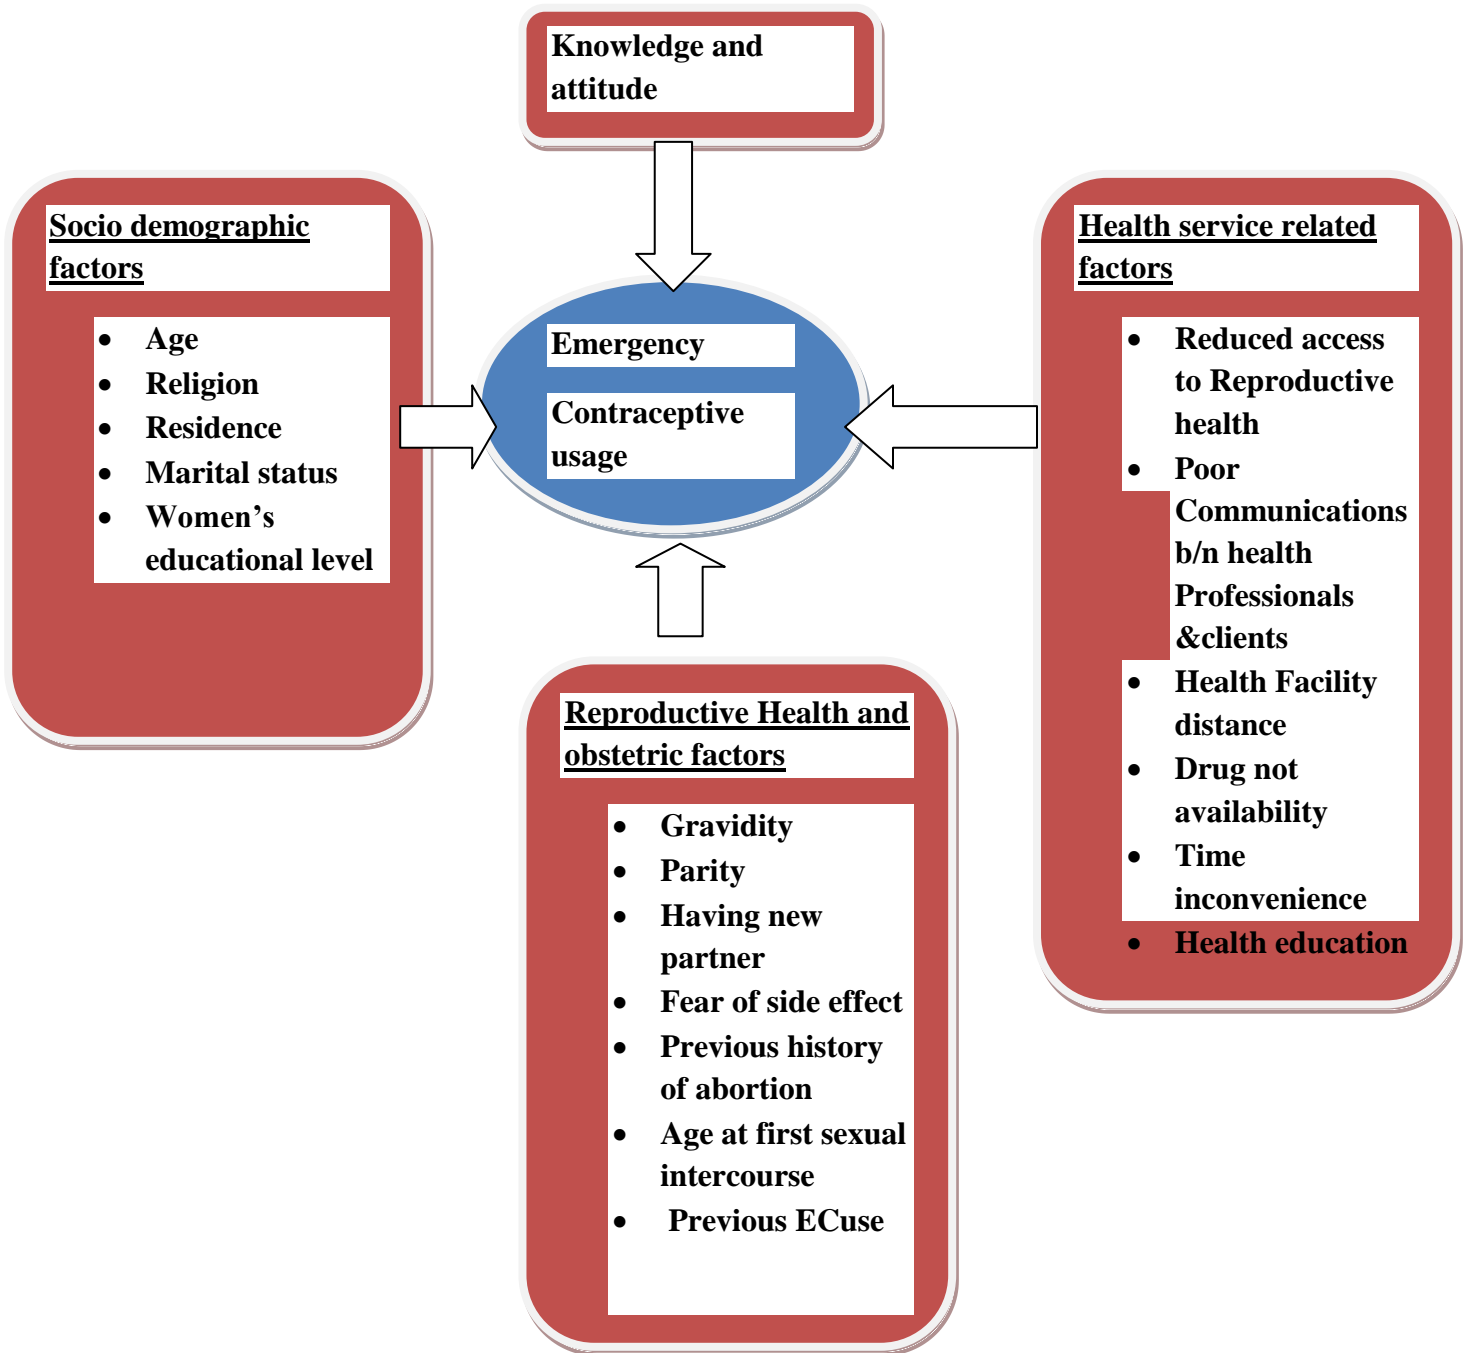 Knowledge and
attitude
Socio demographic
factors
• Age
• Religion
• Residence
• Marital status
• Women’s
educational level
Emergency
Contraceptive
usage
Health service related
factors
• Reduced access
to Reproductive
health
• Poor
Communications
b/n health
Professionals
&clients
• Health Facility
distance
• Drug not
availability
• Time
inconvenience
• Health education
Reproductive Health and
obstetric factors
• Gravidity
• Parity
• Having new
partner
• Fear of side effect
• Previous history
of abortion
• Age at first sexual
intercourse
• Previous ECuse